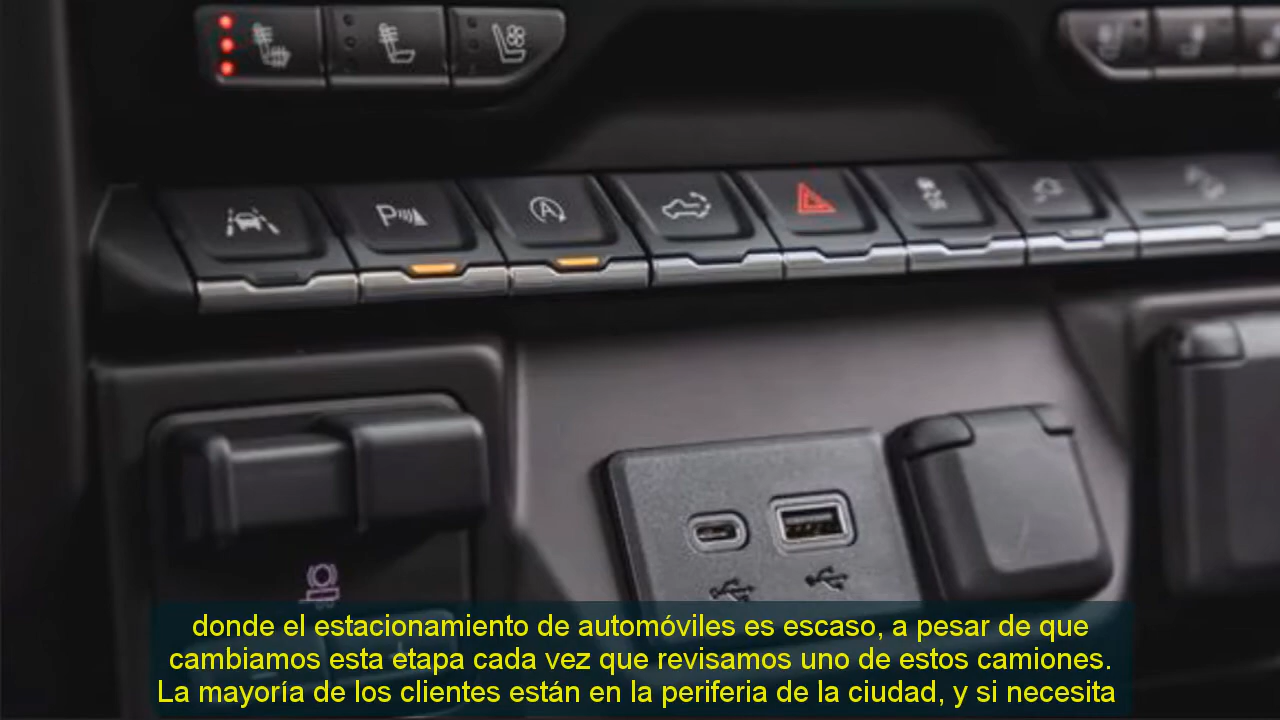 P
A
donde el estacionamiento de automóviles es escaso, a pesar de que
cambiamos esta etapa cada vez que revisamos uno de estos camiones.
La mayoría de los clientes están en la periferia de la ciudad, y si necesita